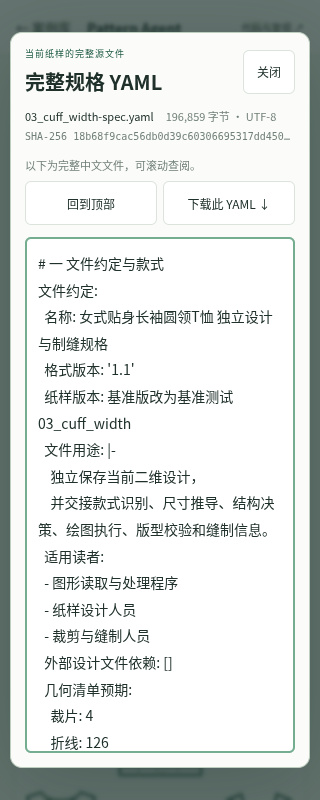 当前纸样的完整源文件
完整规格 YAML
关闭
03_cuff_width-spec.yaml 196,859 字节 · UTF-8
SHA-256 18b68f9cac56db0d39c60306695317dd450…
以下为完整中文文件，可滚动查阅。
回到顶部
下载此 YAML ↓
# 一 文件约定与款式
文件约定:
名称: 女式贴身长袖圆领T恤 独立设计
与制缝规格
格式版本: '1.1'
纸样版本: 基准版改为基准测试
03_cuff_width
文件用途: |-
独立保存当前二维设计，
并交接款式识别、尺寸推导、结构决
策、绘图执行、版型校验和缝制信息。
适用读者:
- 图形读取与处理程序
- 纸样设计人员
- 裁剪与缝制人员
外部设计文件依赖: []
几何清单预期:
裁片: 4
折线: 126